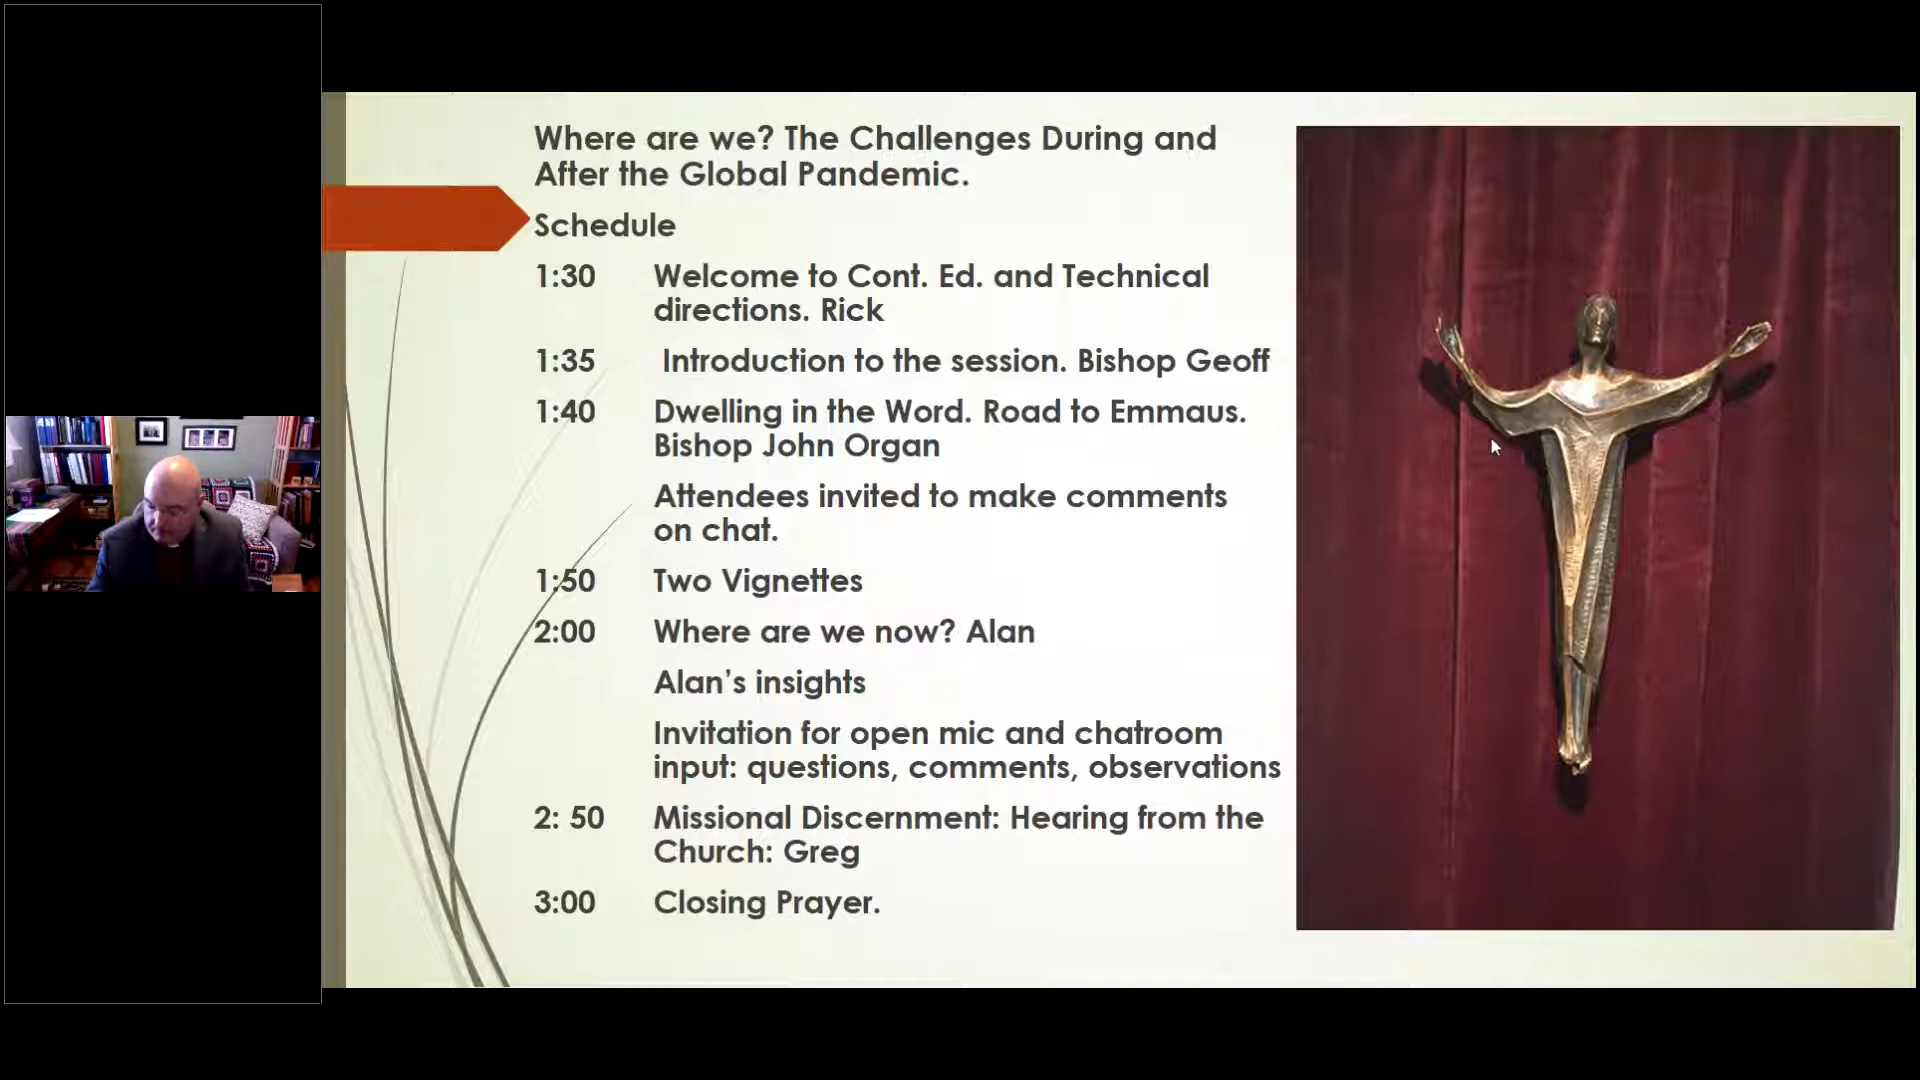 Where are we? The Challenges During and
After the Global Pandemic.
Schedule
1:30 Welcome to Cont. Ed. and Technical
directions. Rick
1:35 Introduction to the session. Bishop Geoff
1:40 Dwelling in the Word. Road to Emmaus.
Bishop John Organ
Attendees invited to make comments
on chat.
1:50 Two Vignettes
2:00 Where are we now? Alan
Alan’s insights
Invitation for open mic and chatroom
input: questions, comments, observations
2: 50 Missional Discernment: Hearing from the
Church: Greg
3:00 Closing Prayer.